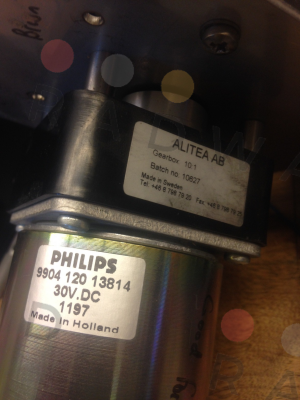 Brwn
ALITEA AB
Gearbox 10:1
Batch no. 10627
Made in Sweden
PHILIPS
9904 120 13814
30V.DC
1197
Made in Holland